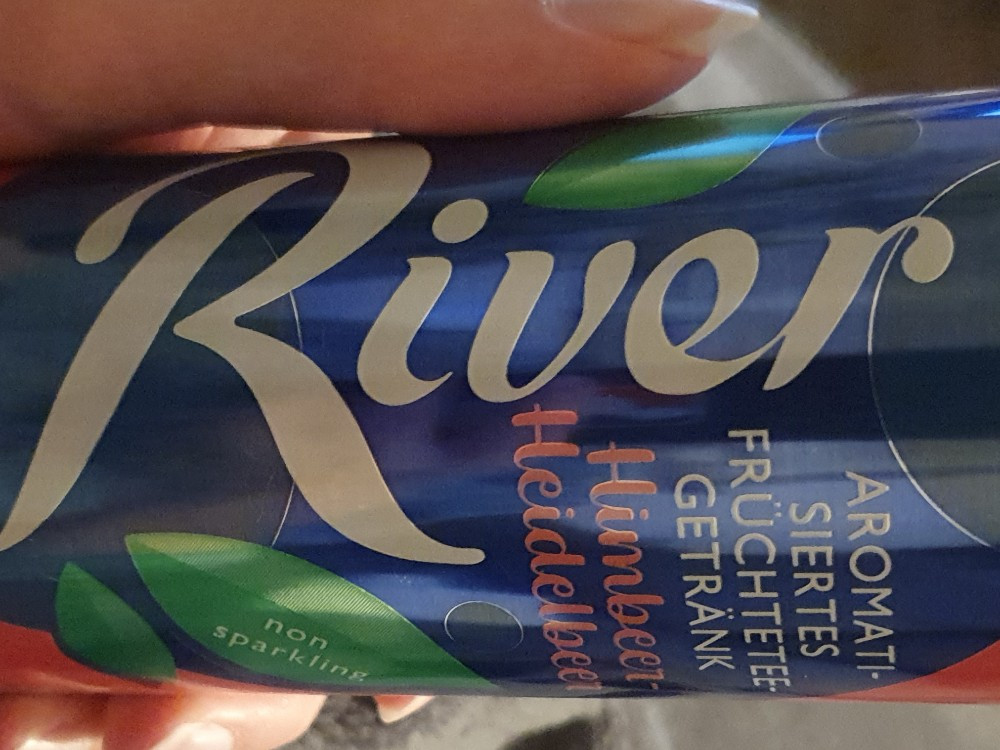 River
non
sparkling
AROMATI-
SIERTES
FRÜCHTETEE-
GETRÄNK
Himbeer-
Heidelbeer